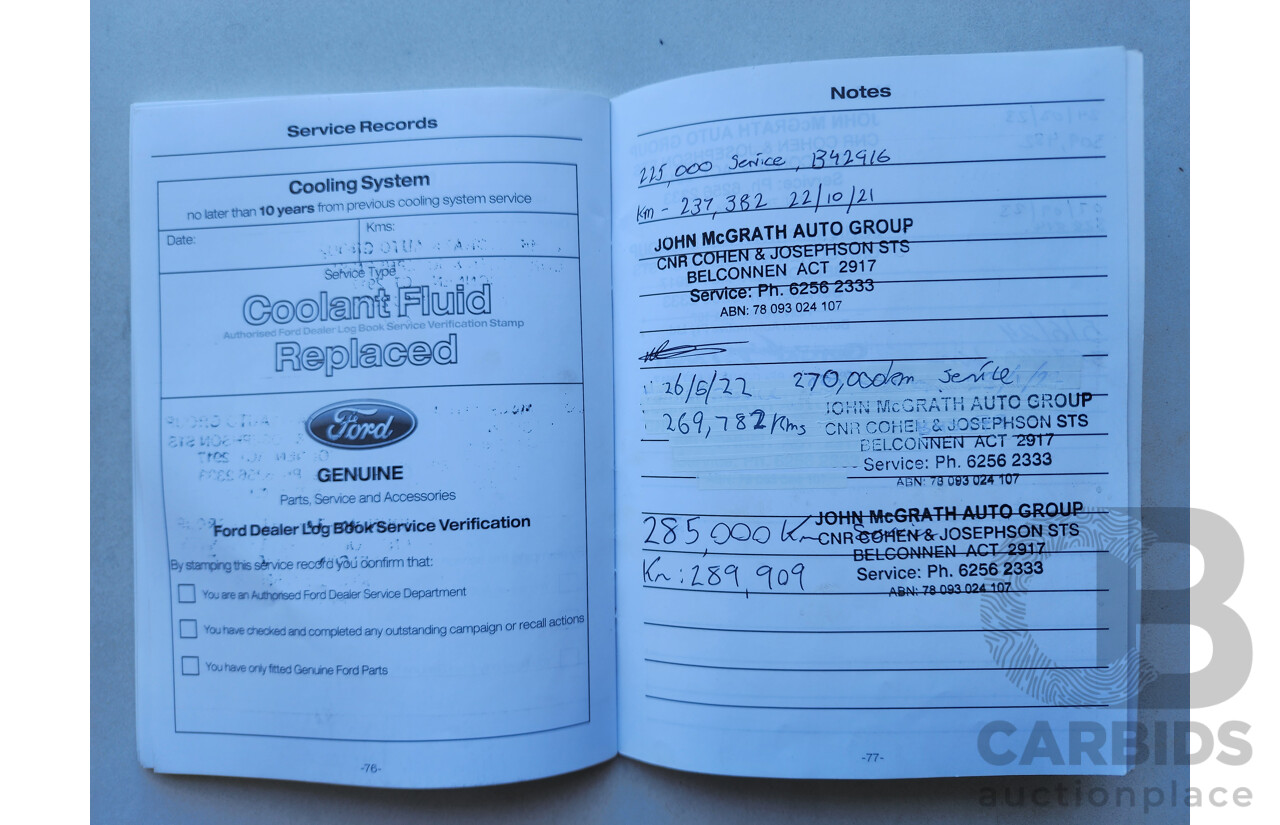 Service Records
Cooling System
no later than 10 years from previous cooling system service
Date:
Kms:
Service Type
Coolant Fluid
Authorised Ford Dealer Log Book Service Verification Stamp
Replaced
Ford
GENUINE
Parts, Service and Accessories
Ford Dealer Log Book Service Verification
By stamping this service record you confirm that:
You are an Authorised Ford Dealer Service Department
You have checked and completed any outstanding campaign or recall actions
You have only fitted Genuine Ford Parts
-76-
Notes
225,000 Service, B42916
Km - 237,382 22/10/21
JOHN McGRATH AUTO GROUP
CNR COHEN & JOSEPHSON STS
BELCONNEN ACT 2917
Service: Ph. 6256 2333
ABN: 78 093 024 107
270,000km service
269,782 Kms
JOHN McGRATH AUTO GROUP
CNR COHEN & JOSEPHSON STS
BELCONNEN ACT 2917
Service: Ph. 6256 2333
ABN: 78 093 024 107
285,000 Km
JOHN McGRATH AUTO GROUP
CNR COHEN & JOSEPHSON STS
BELCONNEN ACT 2917
Km: 289,909
Service: Ph. 6256 2333
ABN: 78 093 024 107
-77-
CARBIDS
auctionplace